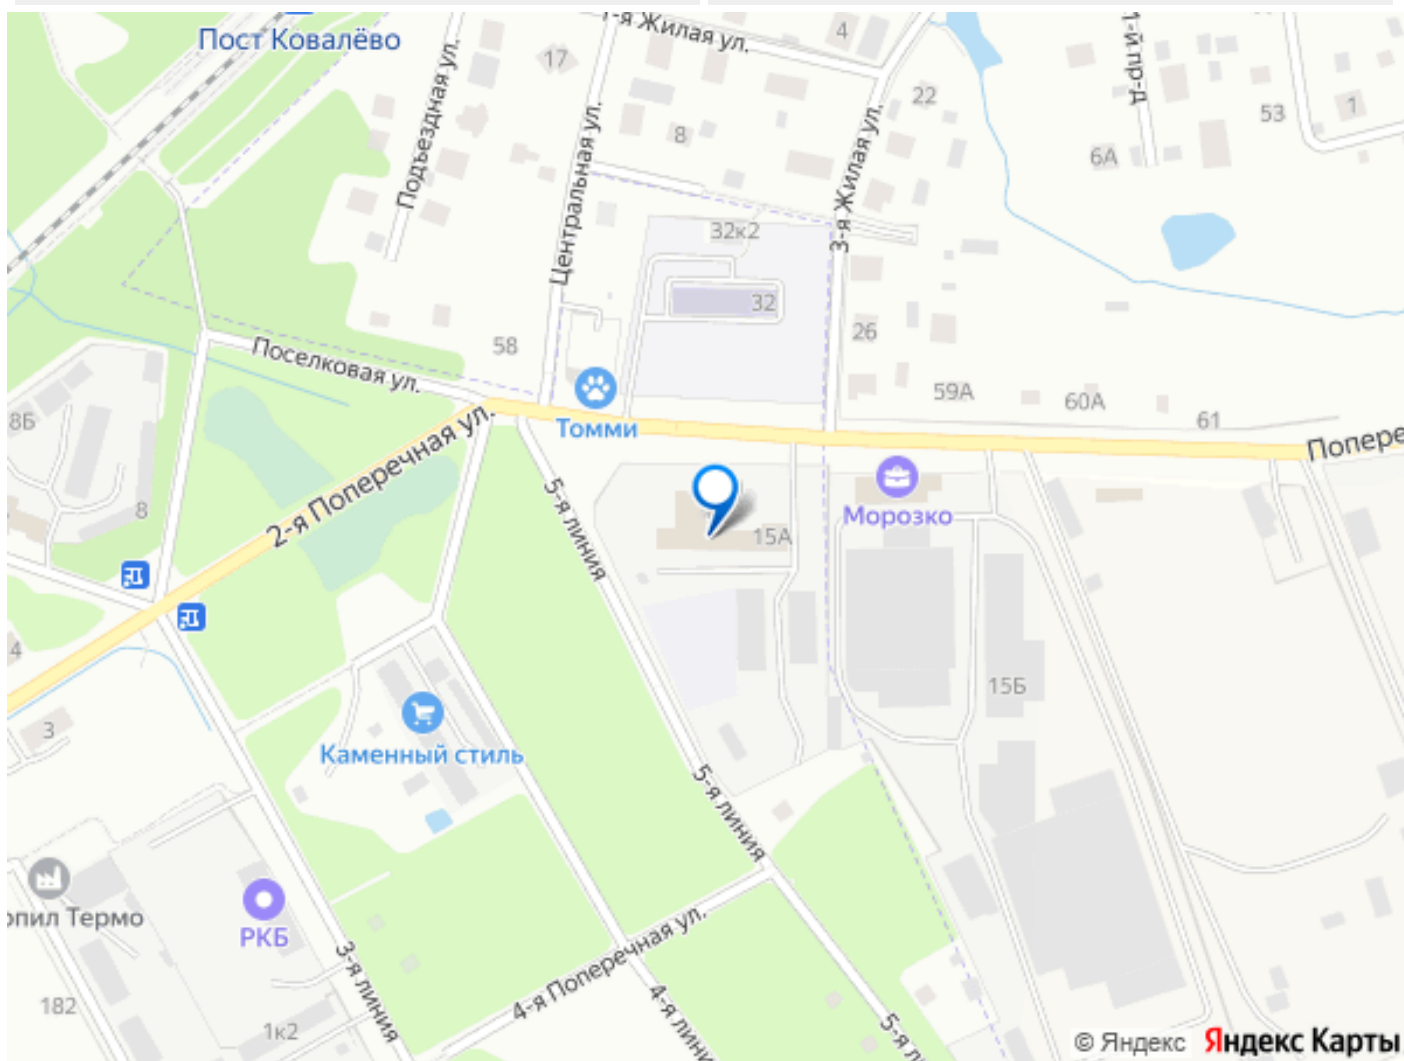 1-я Жилая ул.
4
Пост Ковалёво
17
Подъездная ул.
Центральная ул.
8
22
3-я Жилая ул.
1-й пр-д
53
1
6А
32к2
32
58
26
Поселковая ул.
59А
60А
61
Томми
8Б
2-я Поперечная ул.
Попере
5-я линия
Морозко
15А
8
4
15Б
3
Каменный стиль
5-я линия
опил Термо
РКБ
3-я линия
4-я Поперечная ул.
182
1к2
4-я лини
5-я л
© Яндекс Яндекс Карты